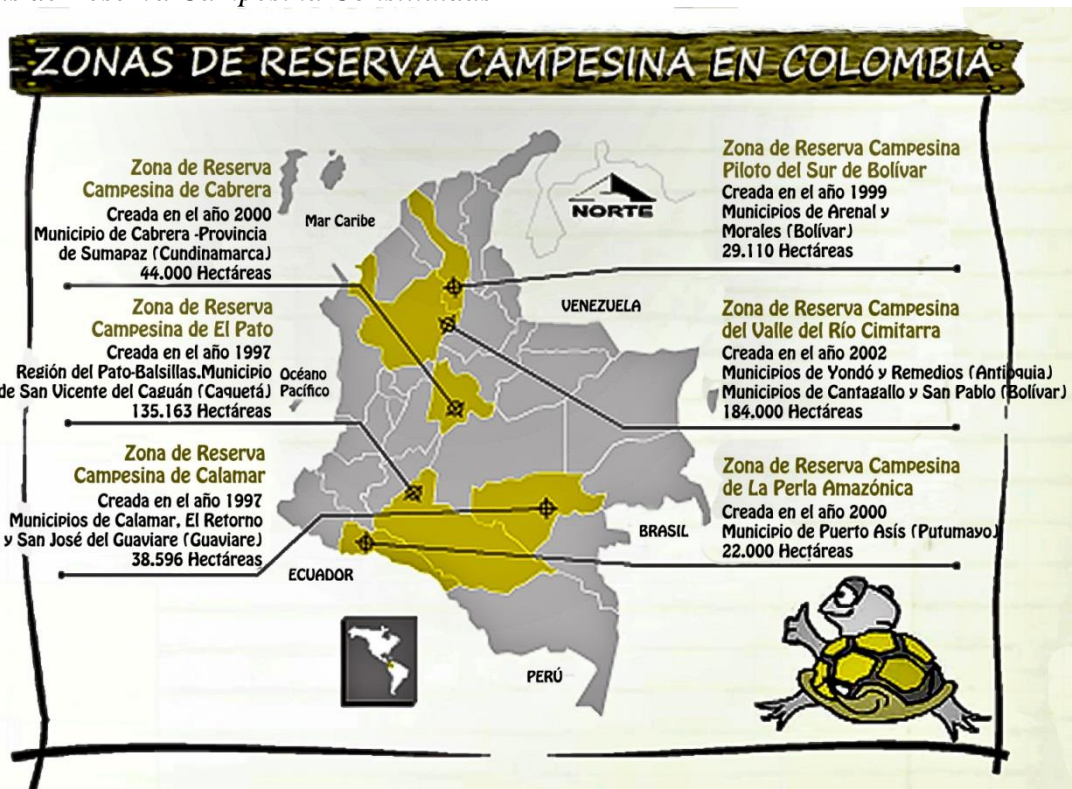 de Reserva Campesina Constituidas
ZONAS DE RESERVA CAMPESINA EN COLOMBIA
Zona de Reserva
Campesina de Cabrera
Creada en el año 2000
Municipio de Cabrera -Provincia
de Sumapaz (Cundinamarca)
44.000 Hectáreas
Zona de Reserva
Campesina de El Pato
Creada en el año 1997
Región del Pato-Balsillas.Municipio
de San Vicente del Caguán (Caquetá)
135.163 Hectáreas
Zona de Reserva
Campesina de Calamar
Creada en el año 1997
Municipios de Calamar, El Retorno
y San José del Guaviare (Guaviare)
38.596 Hectáreas
Mar Caribe
NORTE
VENEZUELA
Océano
Pacífico
BRASIL
ECUADOR
PERÚ
Zona de Reserva Campesina
Piloto del Sur de Bolívar
Creada en el año 1999
Municipios de Arenal y
Morales (Bolívar)
29.110 Hectáreas
Zona de Reserva Campesina
del Valle del Río Cimitarra
Creada en el año 2002
Municipios de Yondó y Remedios (Antioquia)
Municipios de Cantagallo y San Pablo (Bolívar)
184.000 Hectáreas
Zona de Reserva Campesina
de La Perla Amazónica
Creada en el año 2000
Municipio de Puerto Asís (Putumayo)
22.000 Hectáreas